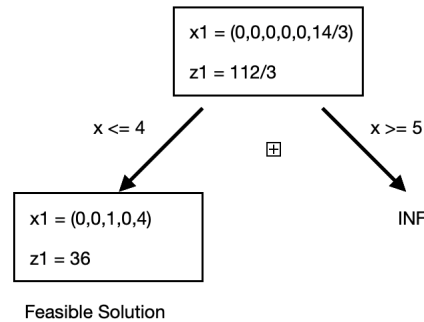 x1 = (0,0,0,0,0,14/3)
z1 = 112/3
x <= 4
x >= 5
x1 = (0,0,1,0,4)
z1 = 36
INF
Feasible Solution